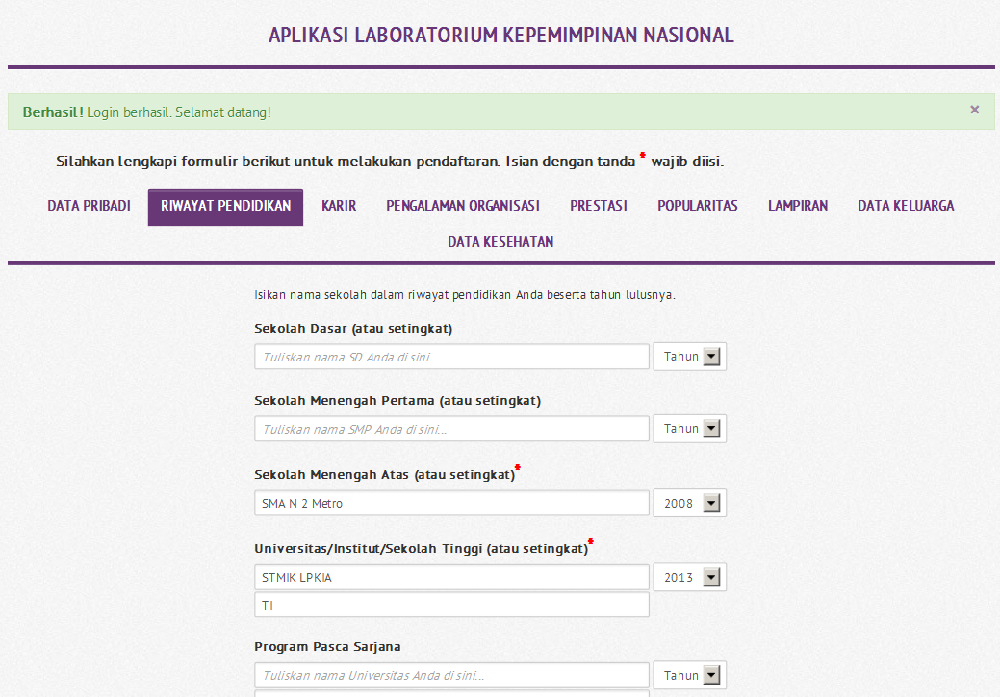 APLIKASI LABORATORIUM KEPEMIMPINAN NASIONAL
Berhasil! Login berhasil. Selamat datang! ×
Silahkan lengkapi formulir berikut untuk melakukan pendaftaran. Isian dengan tanda * wajib diisi.
DATA PRIBADI RIWAYAT PENDIDIKAN KARIR PENGALAMAN ORGANISASI PRESTASI POPULARITAS LAMPIRAN DATA KELUARGA
DATA KESEHATAN
Isikan nama sekolah dalam riwayat pendidikan Anda beserta tahun lulusnya.
Sekolah Dasar (atau setingkat)
Tuliskan nama SD Anda di sini... Tahun
Sekolah Menengah Pertama (atau setingkat)
Tuliskan nama SMP Anda di sini... Tahun
Sekolah Menengah Atas (atau setingkat)*
SMA N 2 Metro 2008
Universitas/Institut/Sekolah Tinggi (atau setingkat)*
STMIK LPKIA 2013
TI
Program Pasca Sarjana
Tuliskan nama Universitas Anda di sini... Tahun